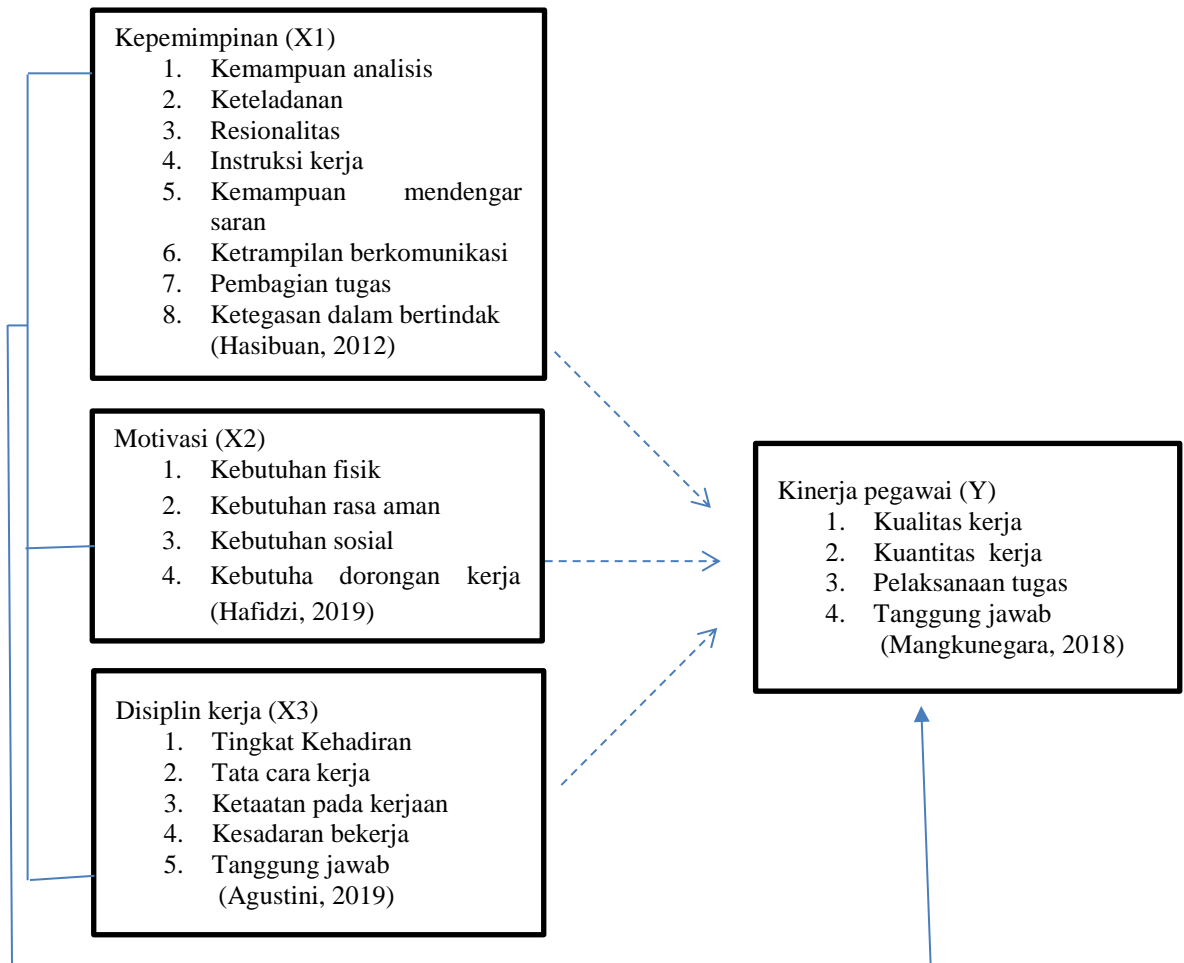 Kepemimpinan (X1)
1. Kemampuan analisis
2. Keteladanan
3. Resionalitas
4. Instruksi kerja
5. Kemampuan mendengar
saran
6. Ketrampilan berkomunikasi
7. Pembagian tugas
8. Ketegasan dalam bertindak
(Hasibuan, 2012)
Motivasi (X2)
1. Kebutuhan fisik
2. Kebutuhan rasa aman
3. Kebutuhan sosial
4. Kebutuha dorongan kerja
(Hafidzi, 2019)
Disiplin kerja (X3)
1. Tingkat Kehadiran
2. Tata cara kerja
3. Ketaatan pada kerjaan
4. Kesadaran bekerja
5. Tanggung jawab
(Agustini, 2019)
Kinerja pegawai (Y)
1. Kualitas kerja
2. Kuantitas kerja
3. Pelaksanaan tugas
4. Tanggung jawab
(Mangkunegara, 2018)